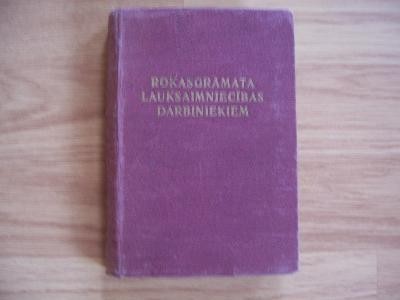 ROKASGRĀMATA
LAUKSAIMNIECĪBAS
DARBINIEKIEM